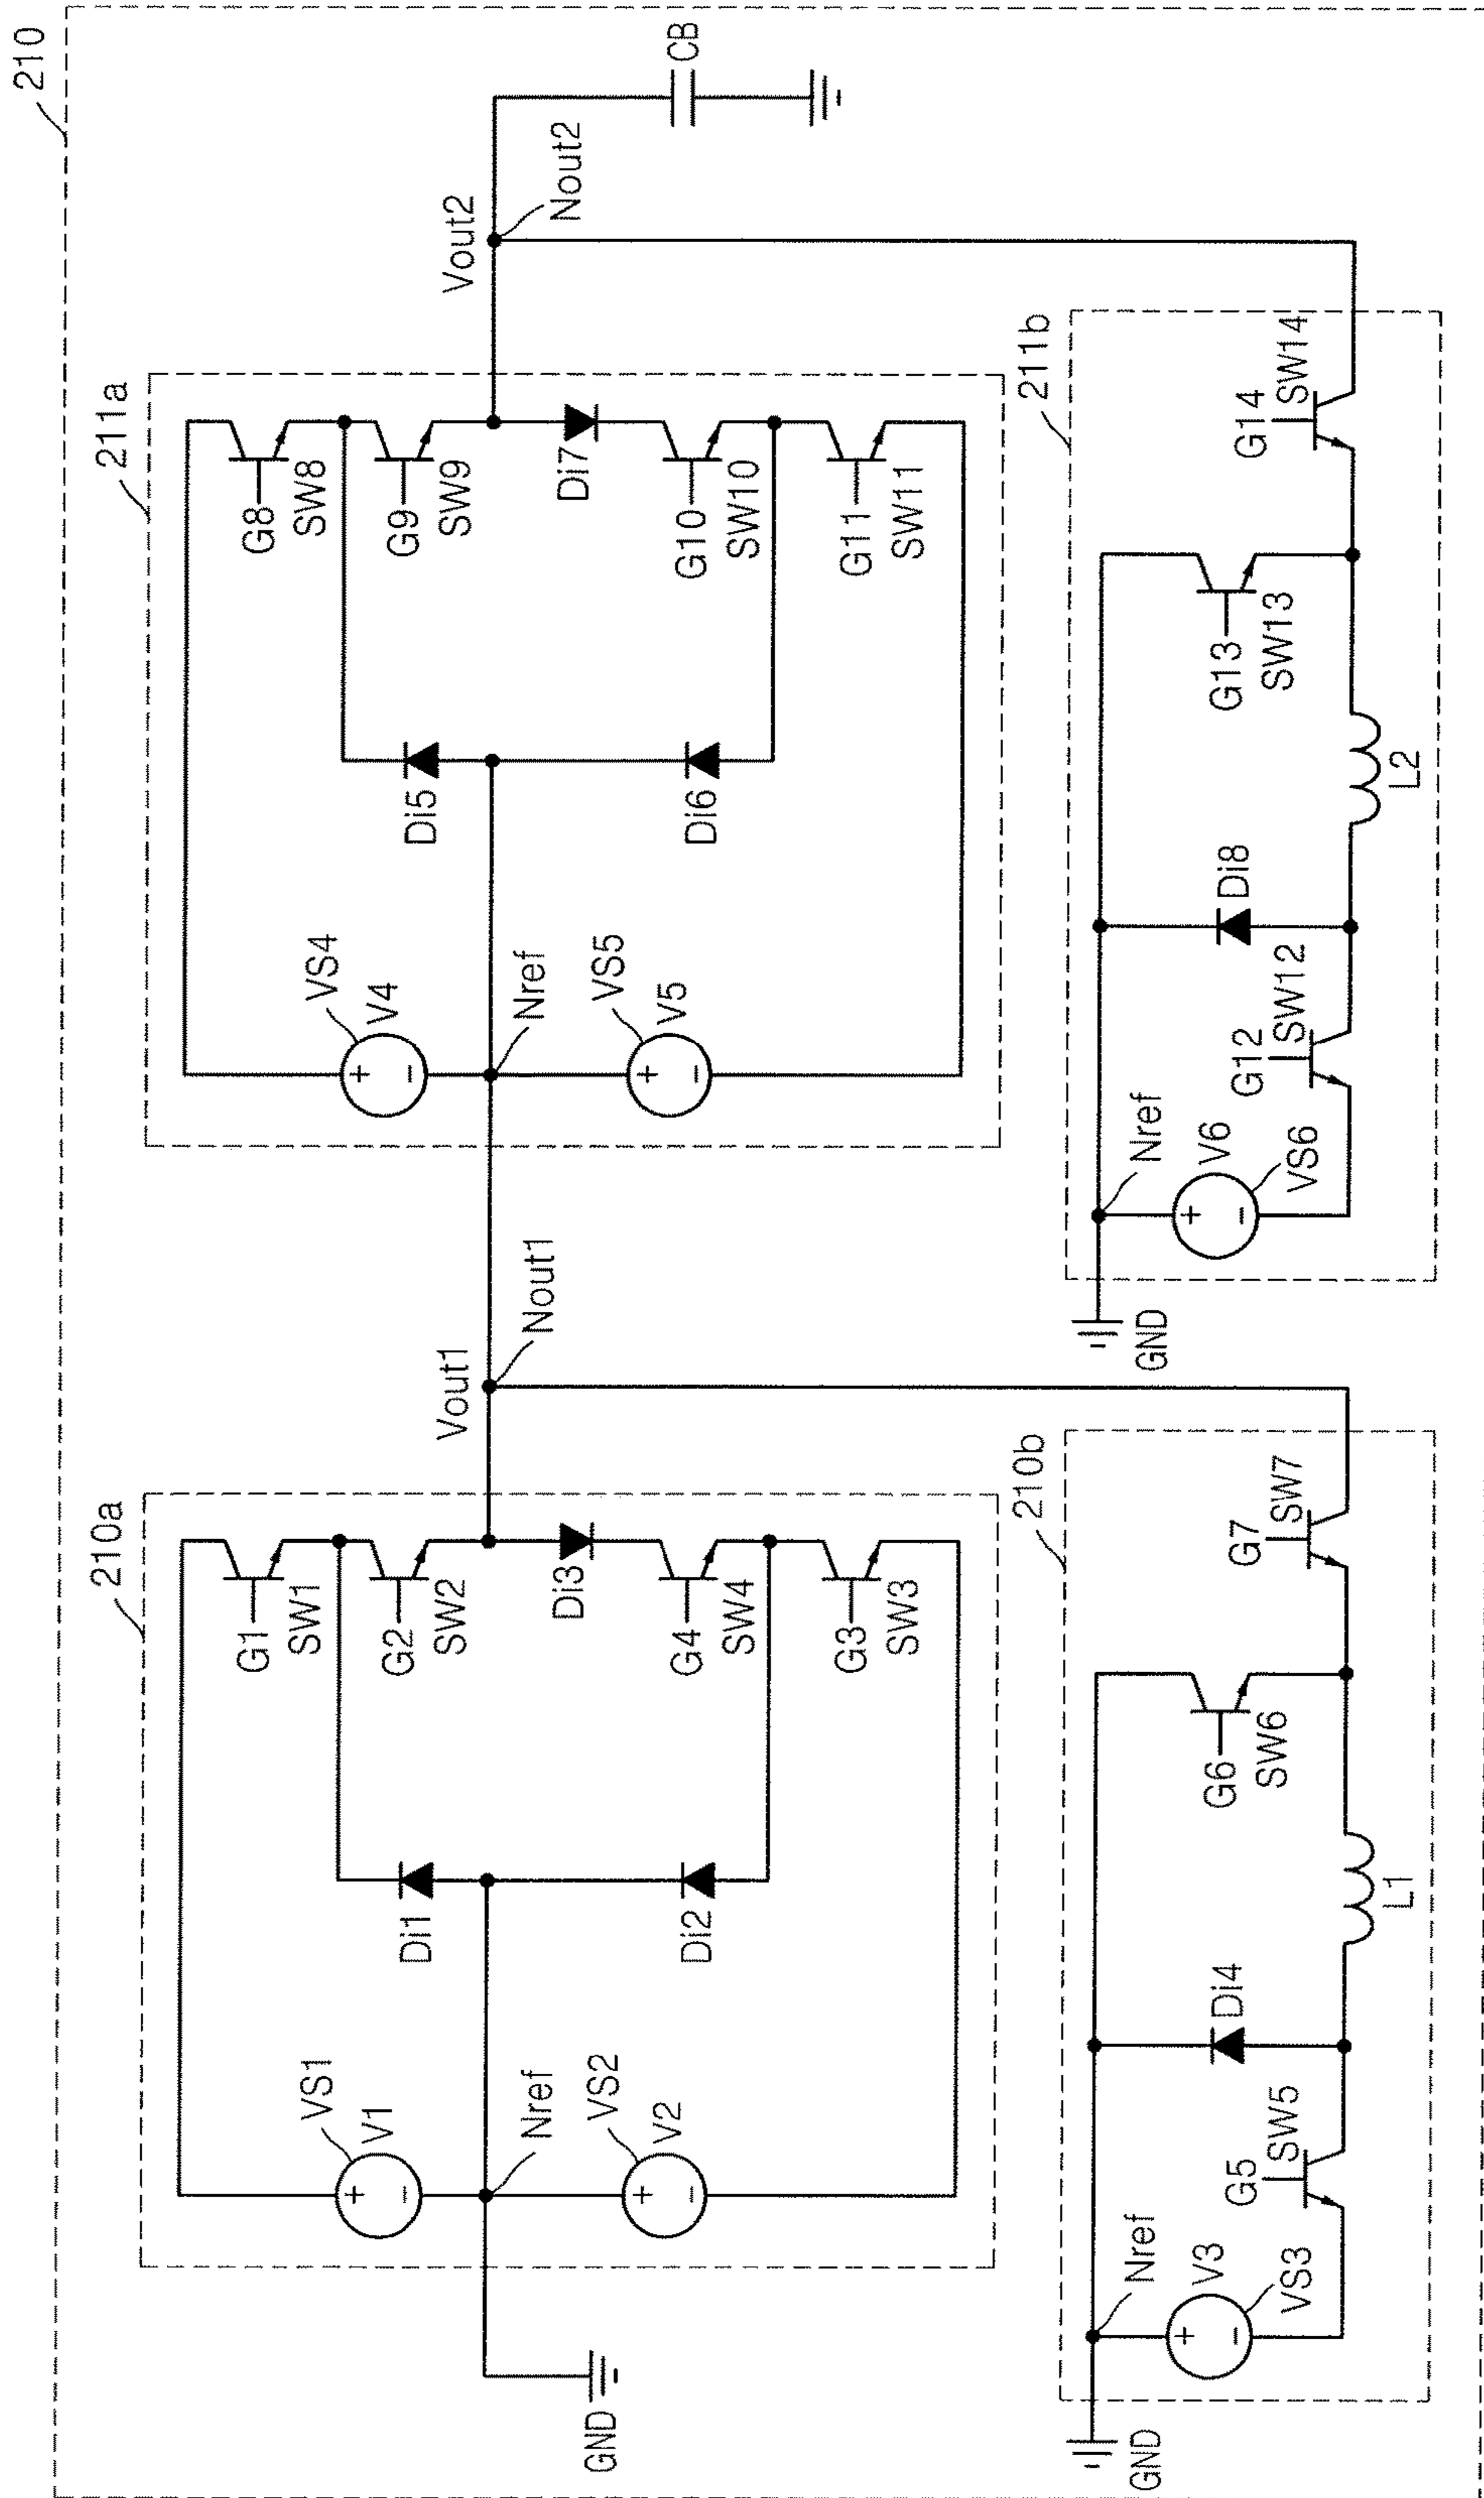 210
CB
Vout2
Nout2
211a
G8
SW8
G9
SW9
Di7
G10
SW10
G11
SW11
Di5
Di6
VS4
V4
Nref
VS5
V5
211b
G14
SW14
G13
SW13
L2
Di8
G12
SW12
Nref
V6
VS6
GND
Vout1
Nout1
210a
G1
SW1
G2
SW2
Di3
G4
SW4
G3
SW3
Di1
Di2
VS1
V1
Nref
VS2
V2
GND
210b
G7
SW7
G6
SW6
L1
Di4
G5
SW5
Nref
V3
VS3
GND